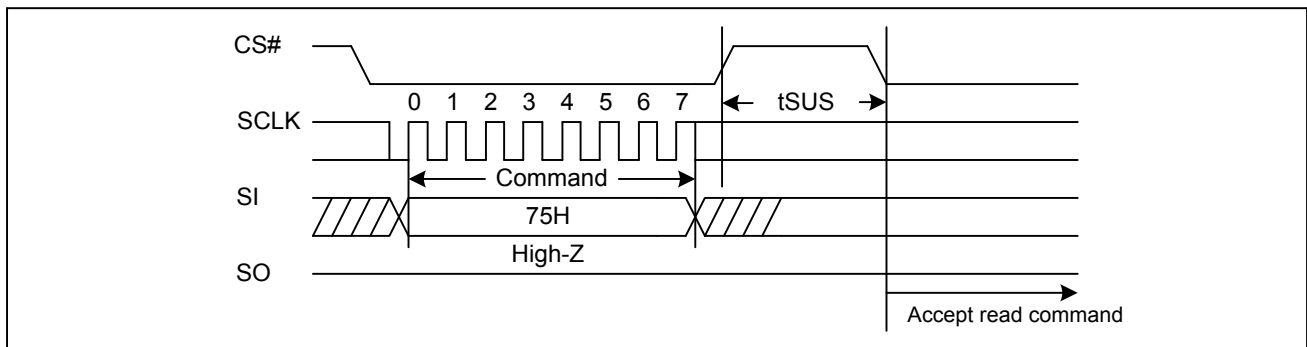 CS#
tSUS
0 1 2 3 4 5 6 7
SCLK
Command
SI
75H
High-Z
SO
Accept read command